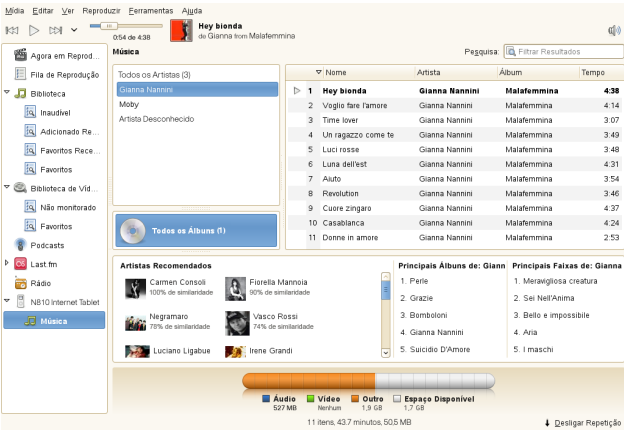 Mídia Editar Ver Reproduzir Ferramentas Ajuda
0:54 de 4:38
Hey bionda
de Gianna from Malafemmina
Agora em Reprod...
Fila de Reprodução
Biblioteca
Inaudível
Adicionado Re...
Favoritos Rece...
Favoritos
Biblioteca de Víd...
Não monitorado
Favoritos
Podcasts
Last.fm
Rádio
N810 Internet Tablet
Música
Música
Pesquisa: Filtrar Resultados
Todos os Artistas (3)
Gianna Nannini
Moby
Artista Desconhecido
Todos os Álbuns (1)
Nome Artista Álbum Tempo
1 Hey bionda Gianna Nannini Malafemmina 4:38
2 Voglio fare l'amore Gianna Nannini Malafemmina 4:14
3 Time lover Gianna Nannini Malafemmina 3:07
4 Un ragazzo come te Gianna Nannini Malafemmina 3:49
5 Luci rosse Gianna Nannini Malafemmina 3:48
6 Luna dell'est Gianna Nannini Malafemmina 4:31
7 Aiuto Gianna Nannini Malafemmina 3:54
8 Revolution Gianna Nannini Malafemmina 3:46
9 Cuore zingaro Gianna Nannini Malafemmina 4:37
10 Casablanca Gianna Nannini Malafemmina 4:24
11 Donne in amore Gianna Nannini Malafemmina 2:53
Artistas Recomendados
Carmen Consoli
100% de similaridade
Fiorella Mannoia
90% de similaridade
Negramaro
78% de similaridade
Vasco Rossi
74% de similaridade
Luciano Ligabue
Irene Grandi
Principais Álbuns de: Giann
1. Perle
2. Grazie
3. Bomboloni
4. Gianna Nannini
5. Suicidio D'Amore
Principais Faixas de: Gianna
1. Meravigliosa creatura
2. Sei Nell'Anima
3. Bello e impossibile
4. Aria
5. I maschi
Áudio
527 MB
Vídeo
Nenhum
Outro
1,9 GB
Espaço Disponível
1,7 GB
11 itens, 43.7 minutos, 50,5 MB
Desligar Repetição